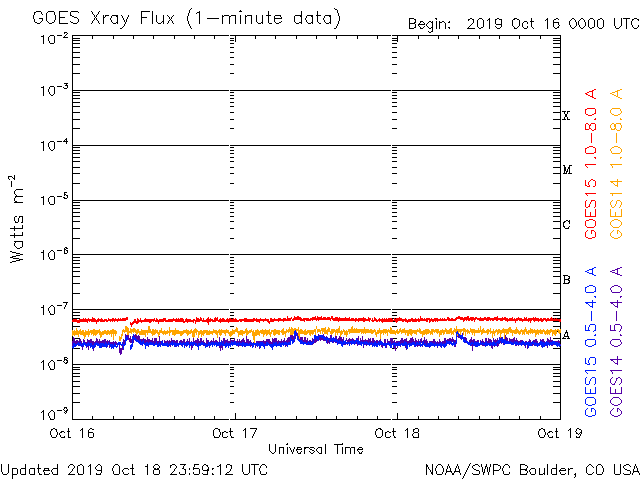 GOES Xray Flux (1-minute data)
Begin: 2019 Oct 16 0000 UTC
10⁻²
10⁻³
10⁻⁴
10⁻⁵
10⁻⁶
10⁻⁷
10⁻⁸
10⁻⁹
Watts m⁻²
X
M
C
B
A
GOES15 1.0-8.0 A
GOES14 1.0-8.0 A
GOES15 0.5-4.0 A
GOES14 0.5-4.0 A
Oct 16 Oct 17 Oct 18 Oct 19
Universal Time
Updated 2019 Oct 18 23:59:12 UTC
NOAA/SWPC Boulder, CO USA